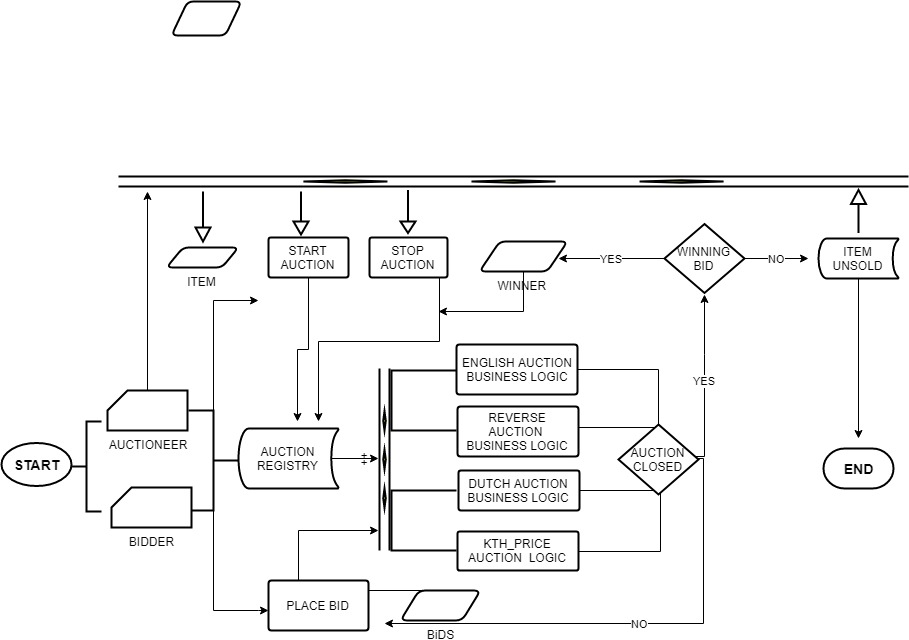 START
AUCTION
STOP
AUCTION
WINNING
BID
YES
NO
ITEM
UNSOLD
ITEM
WINNER
ENGLISH AUCTION
BUSINESS LOGIC
YES
REVERSE
AUCTION
BUSINESS LOGIC
AUCTIONEER
AUCTION
REGISTRY
AUCTION
CLOSED
START
END
DUTCH AUCTION
BUSINESS LOGIC
BIDDER
KTH_PRICE
AUCTION LOGIC
PLACE BID
NO
BiDS